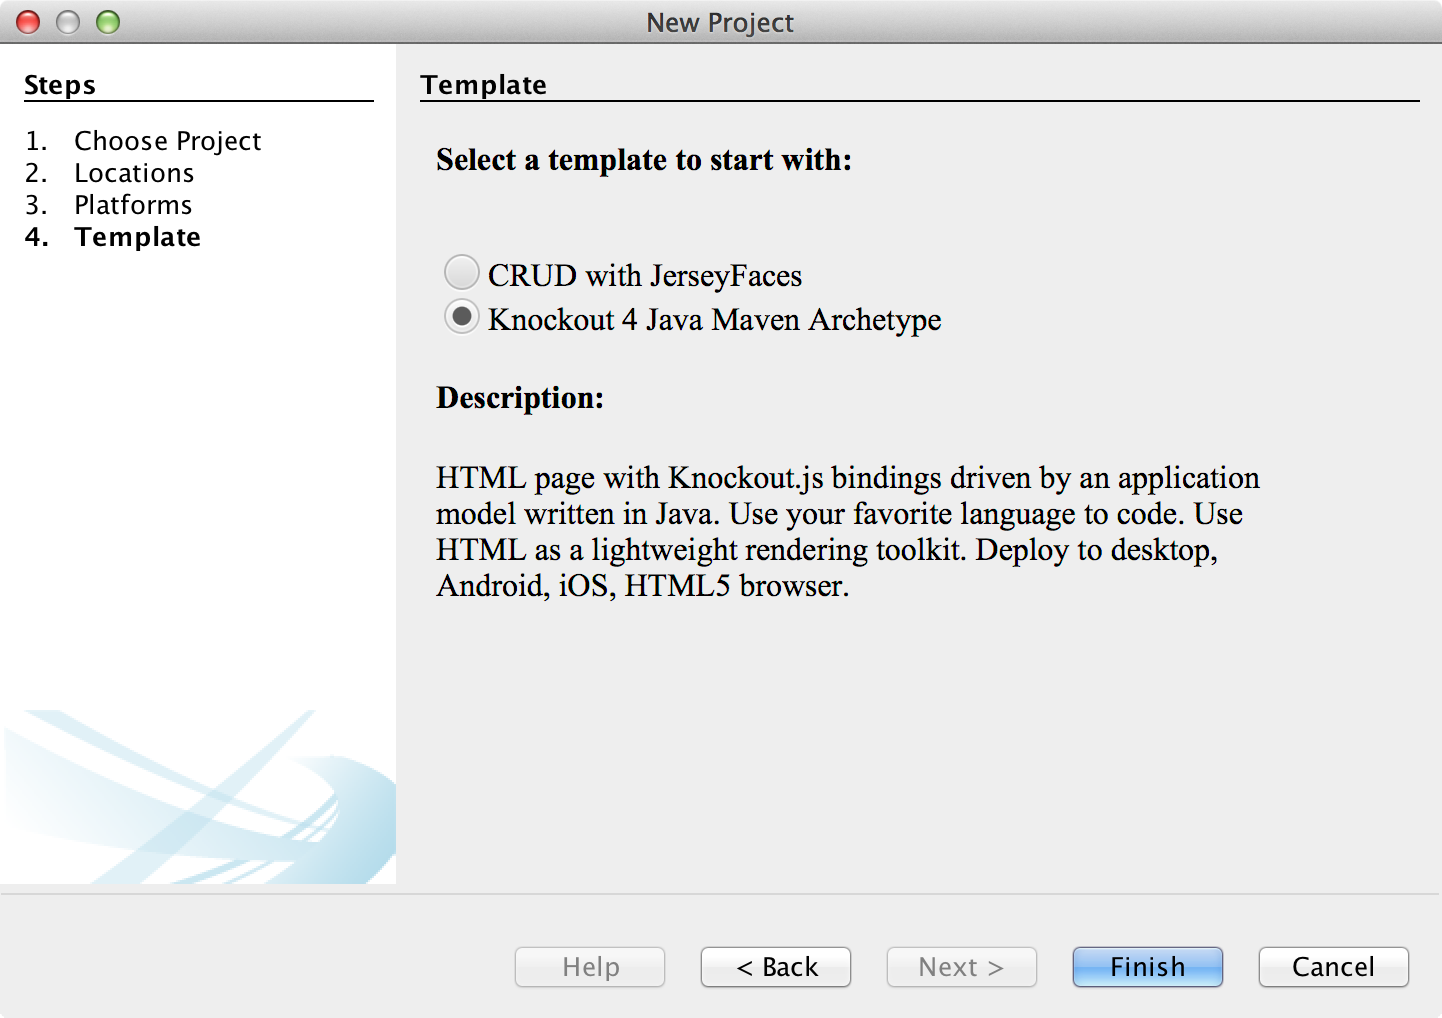 New Project
Steps
1. Choose Project
2. Locations
3. Platforms
4. Template
Template
Select a template to start with:
CRUD with JerseyFaces
Knockout 4 Java Maven Archetype
Description:
HTML page with Knockout.js bindings driven by an application
model written in Java. Use your favorite language to code. Use
HTML as a lightweight rendering toolkit. Deploy to desktop,
Android, iOS, HTML5 browser.
Help
< Back
Next >
Finish
Cancel